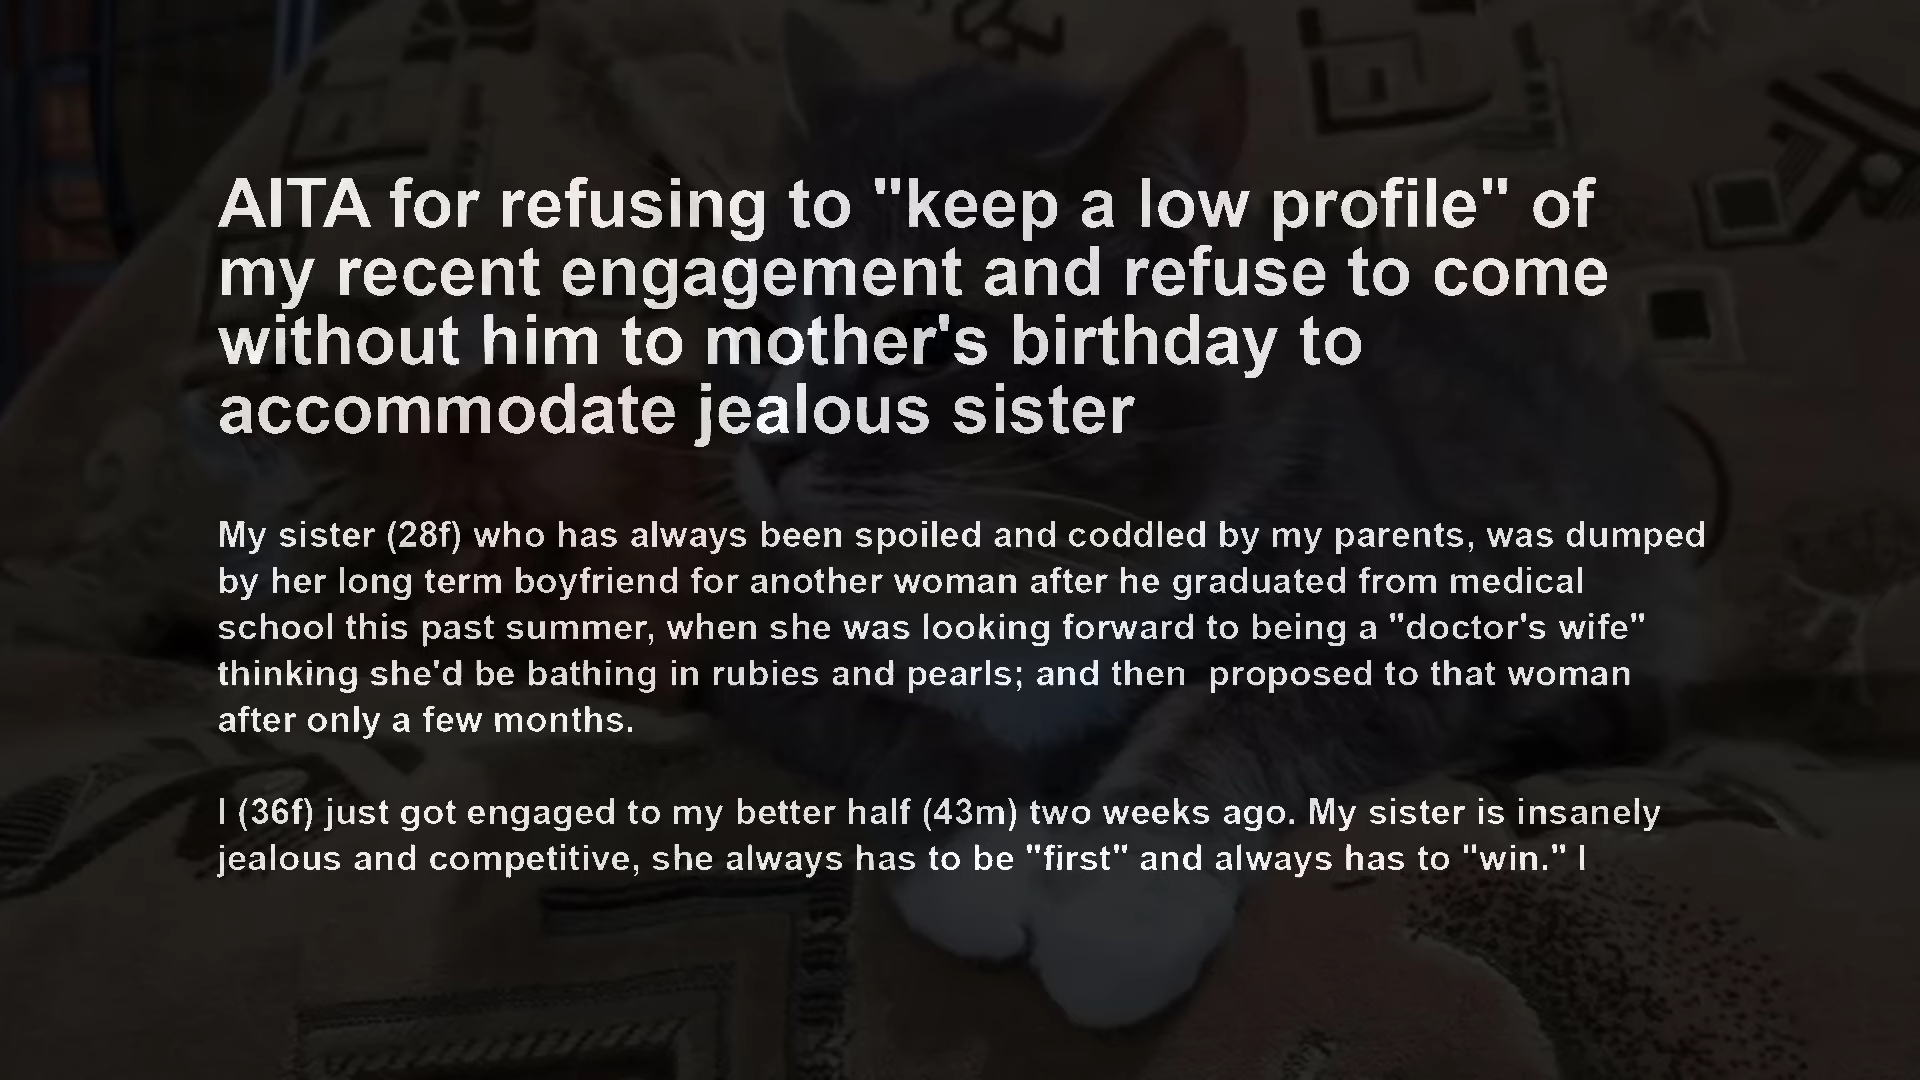 AITA for refusing to "keep a low profile" of
my recent engagement and refuse to come
without him to mother's birthday to
accommodate jealous sister
My sister (28f) who has always been spoiled and coddled by my parents, was dumped
by her long term boyfriend for another woman after he graduated from medical
school this past summer, when she was looking forward to being a "doctor's wife"
thinking she'd be bathing in rubies and pearls; and then  proposed to that woman
after only a few months.
I (36f) just got engaged to my better half (43m) two weeks ago. My sister is insanely
jealous and competitive, she always has to be "first" and always has to "win." I